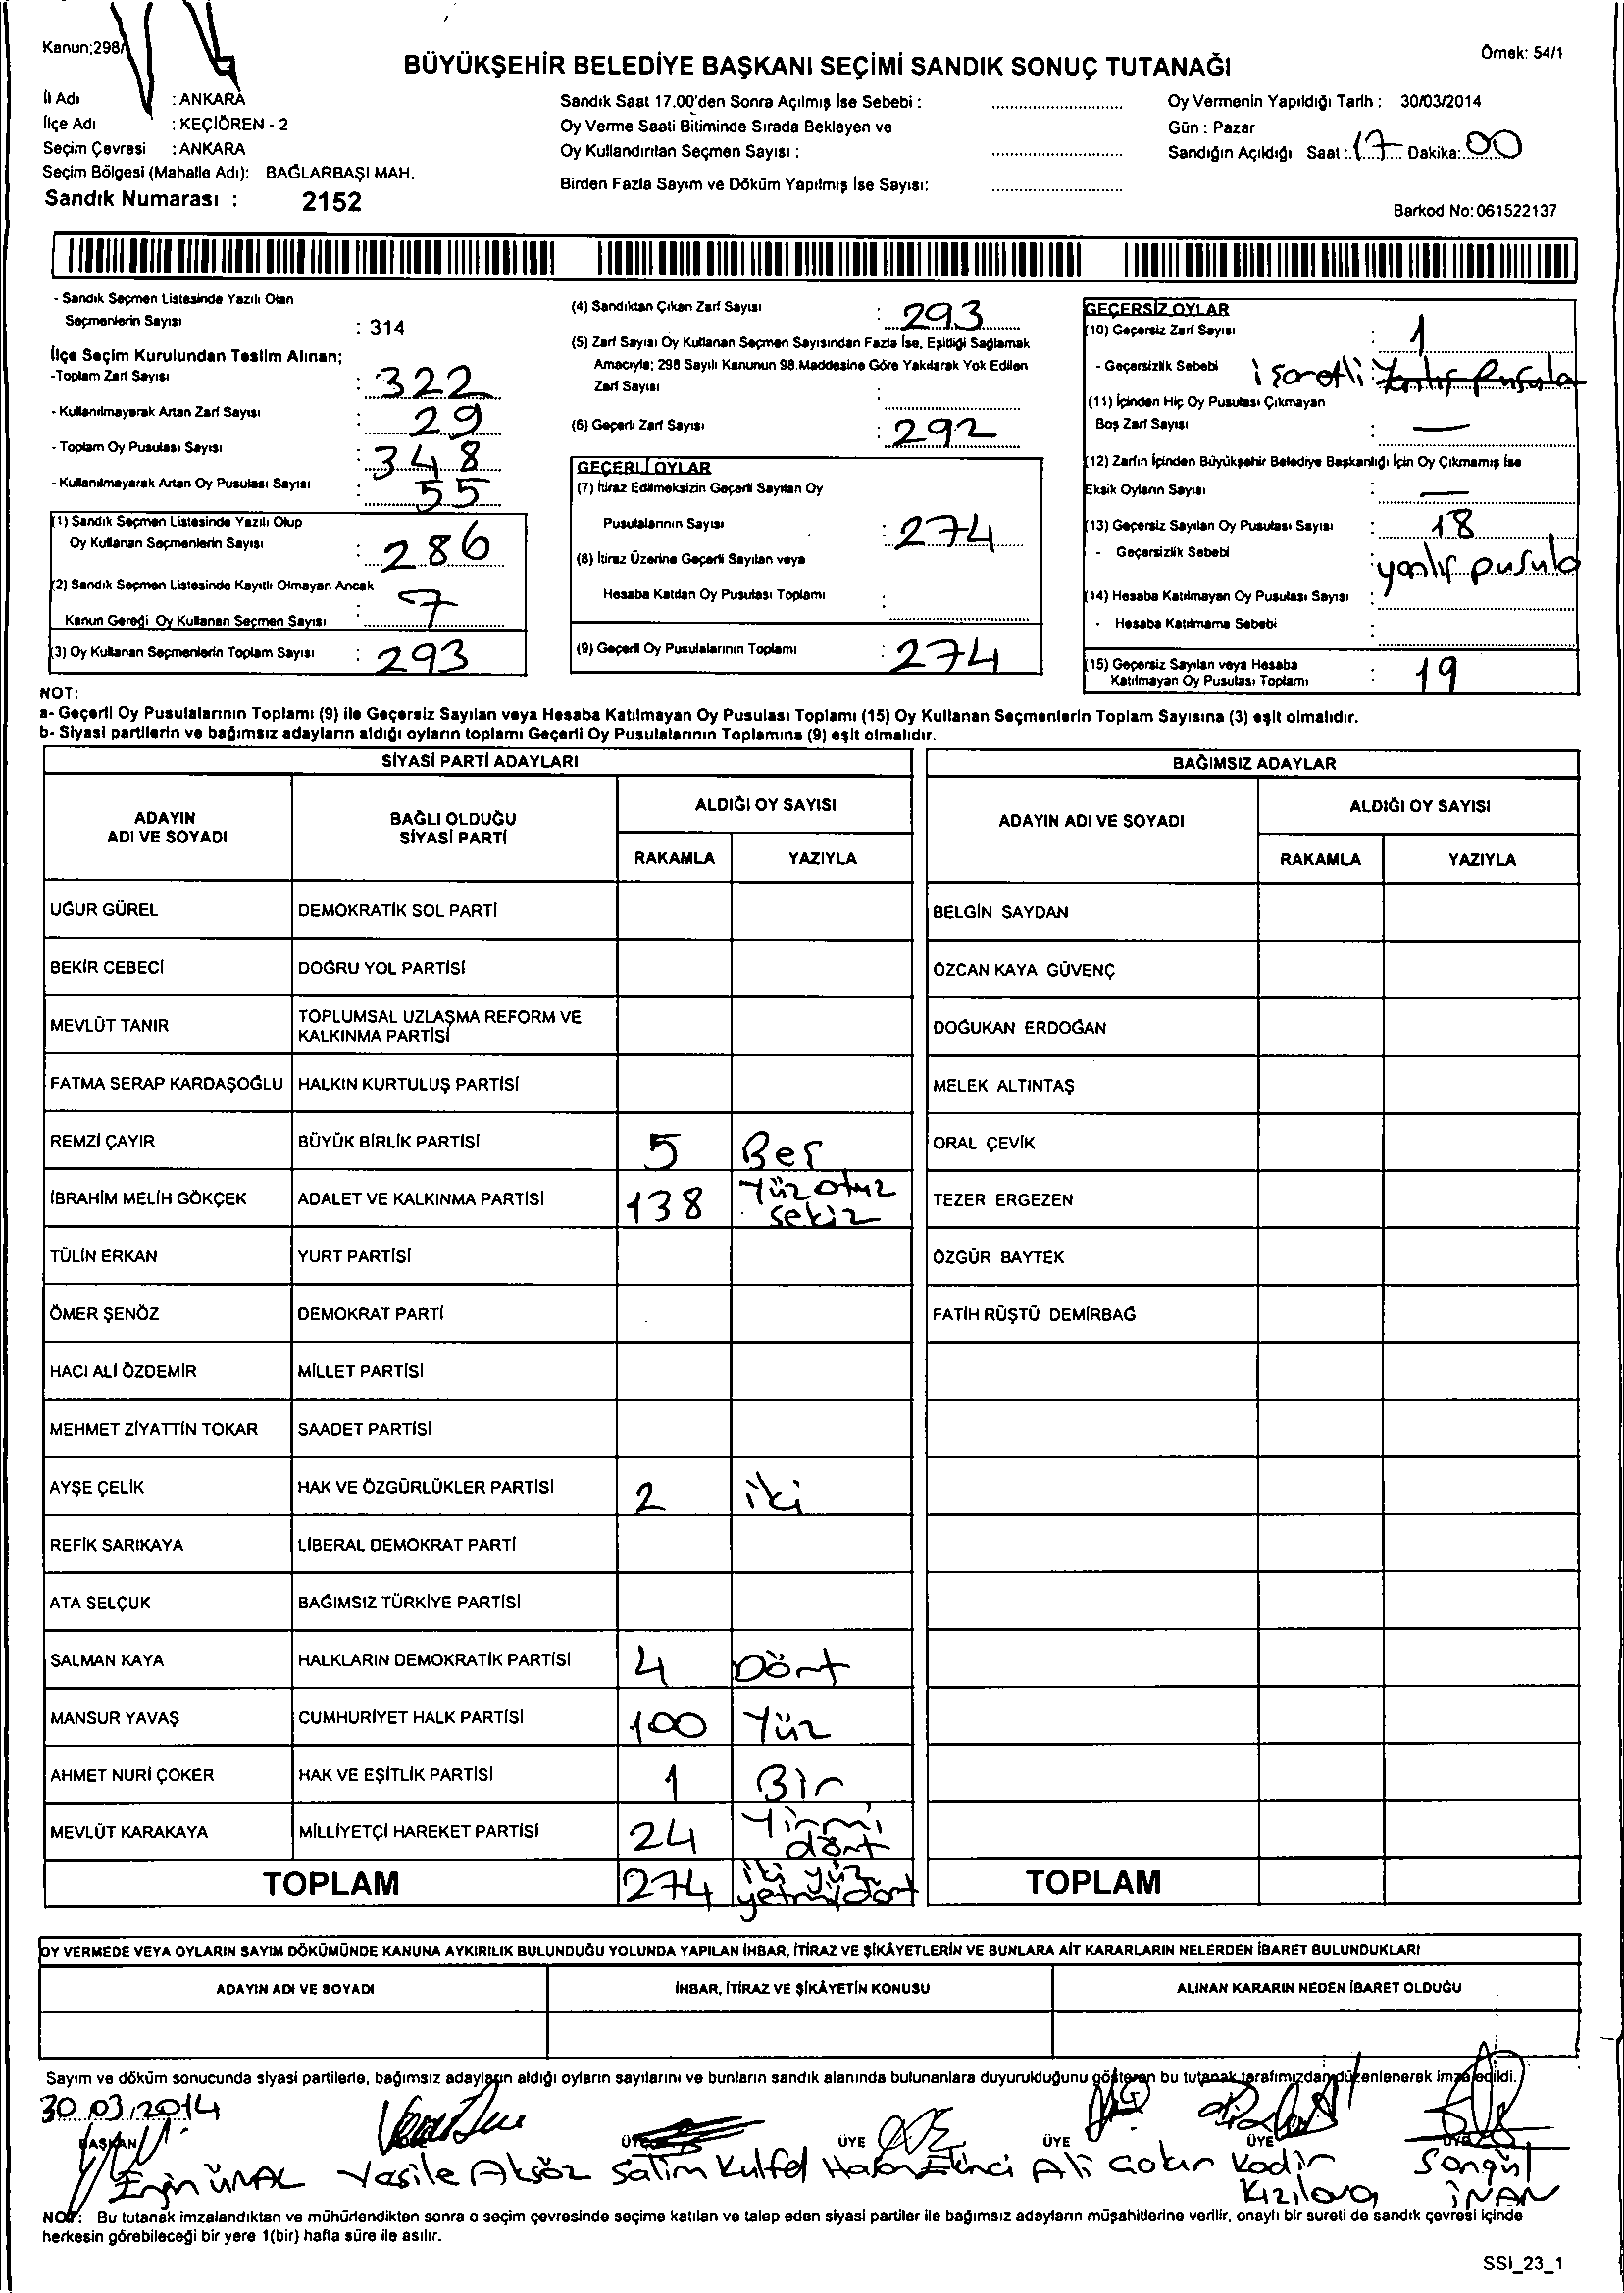 Kanun;298/
Örnek: 54/1
BÜYÜKŞEHİR BELEDİYE BAŞKANI SEÇİMİ SANDIK SONUÇ TUTANAĞI
İl Adı : ANKARA
İlçe Adı : KEÇİÖREN - 2
Seçim Çevresi : ANKARA
Seçim Bölgesi (Mahalle Adı): BAĞLARBAŞI MAH.
Sandık Numarası : 2152
Sandık Saat 17.00'den Sonra Açılmış İse Sebebi :
Oy Verme Saati Bitiminde Sırada Bekleyen ve
Oy Kullandırılan Seçmen Sayısı :
Birden Fazla Sayım ve Döküm Yapılmış İse Sayısı:
Oy Vermenin Yapıldığı Tarih : 30/03/2014
Gün : Pazar
Sandığın Açıldığı Saat : 17 Dakika: 00
Barkod No: 061522137
- Sandık Seçmen Listesinde Yazılı Olan
Seçmenlerin Sayısı : 314
İlçe Seçim Kurulundan Teslim Alınan;
-Toplam Zarf Sayısı : 322
- Kullanılmayarak Artan Zarf Sayısı : 29
- Toplam Oy Pusulası Sayısı : 348
- Kullanılmayarak Artan Oy Pusulası Sayısı : 55
(1) Sandık Seçmen Listesinde Yazılı Olup
Oy Kullanan Seçmenlerin Sayısı : 286
(2) Sandık Seçmen Listesinde Kayıtlı Olmayan Ancak
Kanun Gereği Oy Kullanan Seçmen Sayısı : 7
(3) Oy Kullanan Seçmenlerin Toplam Sayısı : 293
(4) Sandıktan Çıkan Zarf Sayısı : 293
(5) Zarf Sayısı Oy Kullanan Seçmen Sayısından Fazla İse, Eşitliği Sağlamak
Amacıyla; 298 Sayılı Kanunun 98.Maddesine Göre Yakılarak Yok Edilen
Zarf Sayısı :
(6) Geçerli Zarf Sayısı : 292
GEÇERLİ OYLAR
(7) İtiraz Edilmeksizin Geçerli Sayılan Oy
Pusulalarının Sayısı : 274
(8) İtiraz Üzerine Geçerli Sayılan veya
Hesaba Katılan Oy Pusulası Toplamı :
(9) Geçerli Oy Pusulalarının Toplamı : 274
GEÇERSİZ OYLAR
(10) Geçersiz Zarf Sayısı : 1
- Geçersizlik Sebebi : işaretli Yanlış Pusula
(11) İçinden Hiç Oy Pusulası Çıkmayan
Boş Zarf Sayısı : —
(12) Zarfın İçinden Büyükşehir Belediye Başkanlığı İçin Oy Çıkmamış İse
Eksik Oyların Sayısı : —
(13) Geçersiz Sayılan Oy Pusulası Sayısı : 18
- Geçersizlik Sebebi : yanlış pusula
(14) Hesaba Katılmayan Oy Pusulası Sayısı :
- Hesaba Katılmama Sebebi :
(15) Geçersiz Sayılan veya Hesaba
Katılmayan Oy Pusulası Toplamı : 19
NOT:
a- Geçerli Oy Pusulalarının Toplamı (9) ile Geçersiz Sayılan veya Hesaba Katılmayan Oy Pusulası Toplamı (15) Oy Kullanan Seçmenlerin Toplam Sayısına (3) eşit olmalıdır.
b- Siyasi partilerin ve bağımsız adayların aldığı oyların toplamı Geçerli Oy Pusulalarının Toplamına (9) eşit olmalıdır.
SİYASİ PARTİ ADAYLARI
ADAYIN ADI VE SOYADI
BAĞLI OLDUĞU SİYASİ PARTİ
ALDIĞI OY SAYISI
RAKAMLA YAZIYLA
UĞUR GÜREL DEMOKRATİK SOL PARTİ
BEKİR CEBECİ DOĞRU YOL PARTİSİ
MEVLÜT TANIR TOPLUMSAL UZLAŞMA REFORM VE KALKINMA PARTİSİ
FATMA SERAP KARDAŞOĞLU HALKIN KURTULUŞ PARTİSİ
REMZİ ÇAYIR BÜYÜK BİRLİK PARTİSİ 5 Beş
İBRAHİM MELİH GÖKÇEK ADALET VE KALKINMA PARTİSİ 138 Yüz otuz sekiz
TÜLİN ERKAN YURT PARTİSİ
ÖMER ŞENÖZ DEMOKRAT PARTİ
HACI ALİ ÖZDEMİR MİLLET PARTİSİ
MEHMET ZİYATTİN TOKAR SAADET PARTİSİ
AYŞE ÇELİK HAK VE ÖZGÜRLÜKLER PARTİSİ 2 iki
REFİK SARIKAYA LİBERAL DEMOKRAT PARTİ
ATA SELÇUK BAĞIMSIZ TÜRKİYE PARTİSİ
SALMAN KAYA HALKLARIN DEMOKRATİK PARTİSİ 4 Dört
MANSUR YAVAŞ CUMHURİYET HALK PARTİSİ 100 Yüz
AHMET NURİ ÇOKER HAK VE EŞİTLİK PARTİSİ 1 Bir
MEVLÜT KARAKAYA MİLLİYETÇİ HAREKET PARTİSİ 24 Yirmi dört
TOPLAM 274 iki yüz yetmişdört
BAĞIMSIZ ADAYLAR
ADAYIN ADI VE SOYADI
ALDIĞI OY SAYISI
RAKAMLA YAZIYLA
BELGİN SAYDAN
ÖZCAN KAYA GÜVENÇ
DOĞUKAN ERDOĞAN
MELEK ALTINTAŞ
ORAL ÇEVİK
TEZER ERGEZEN
ÖZGÜR BAYTEK
FATİH RÜŞTÜ DEMİRBAĞ
TOPLAM
OY VERMEDE VEYA OYLARIN SAYIM DÖKÜMÜNDE KANUNA AYKIRILIK BULUNDUĞU YOLUNDA YAPILAN İHBAR, İTİRAZ VE ŞİKÂYETLERİN VE BUNLARA AİT KARARLARIN NELERDEN İBARET BULUNDUKLARI
ADAYIN ADI VE SOYADI İHBAR, İTİRAZ VE ŞİKÂYETİN KONUSU ALINAN KARARIN NEDEN İBARET OLDUĞU
Sayım ve döküm sonucunda siyasi partilerle, bağımsız adayların aldığı oyların sayılarını ve bunların sandık alanında bulunanlara duyurulduğunu gösteren bu tutanak tarafımızdan düzenlenerek imza edildi.
30.03.2014
BAŞKAN ÜYE ÜYE ÜYE ÜYE ÜYE
Engin ÜNAL Vesile Aksöz Salim Hakan Ekinci Ali Kadir Kızılova Songül İNAN
NOT: Bu tutanak imzalandıktan ve mühürlendikten sonra o seçim çevresinde seçime katılan ve talep eden siyasi partiler ile bağımsız adayların müşahitlerine verilir, onaylı bir sureti de sandık çevresi içinde
herkesin görebileceği bir yere 1(bir) hafta süre ile asılır.
SSI_23_1